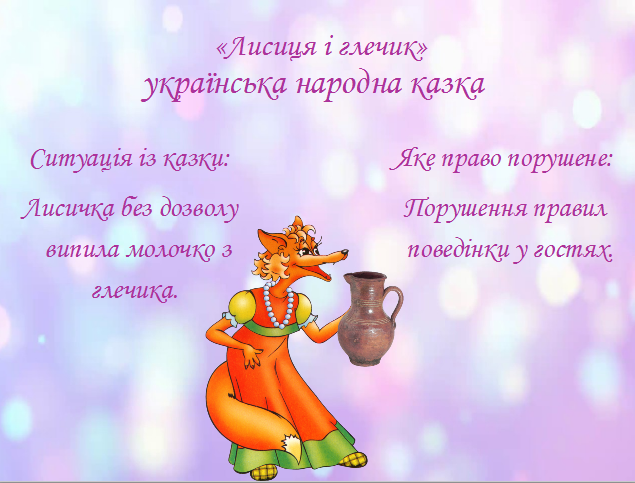 «Лисиця і глечик»
українська народна казка
Ситуація із казки:
Лисичка без дозволу
випила молочко з
глечика.
Яке право порушене:
Порушення правил
поведінки у гостях.